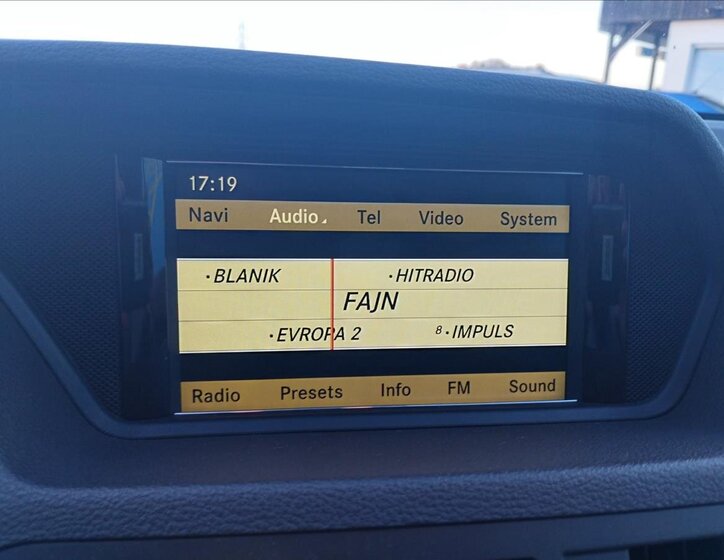 17:19
Navi Audio Tel Video System
•BLANIK •HITRADIO
FAJN
•EVROPA 2 8•IMPULS
Radio Presets Info FM Sound